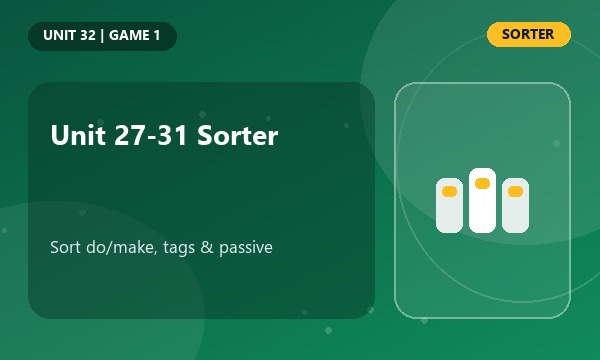 UNIT 32 | GAME 1
SORTER
Unit 27-31 Sorter
Sort do/make, tags & passive